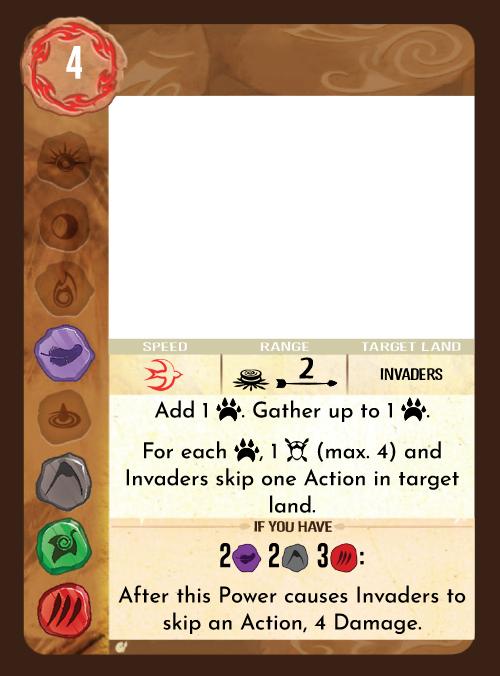 4
SPEED RANGE TARGET LAND
2 INVADERS
Add 1 . Gather up to 1 .
For each , 1 (max. 4) and
Invaders skip one Action in target
land.
IF YOU HAVE
2 2 3 :
After this Power causes Invaders to
skip an Action, 4 Damage.